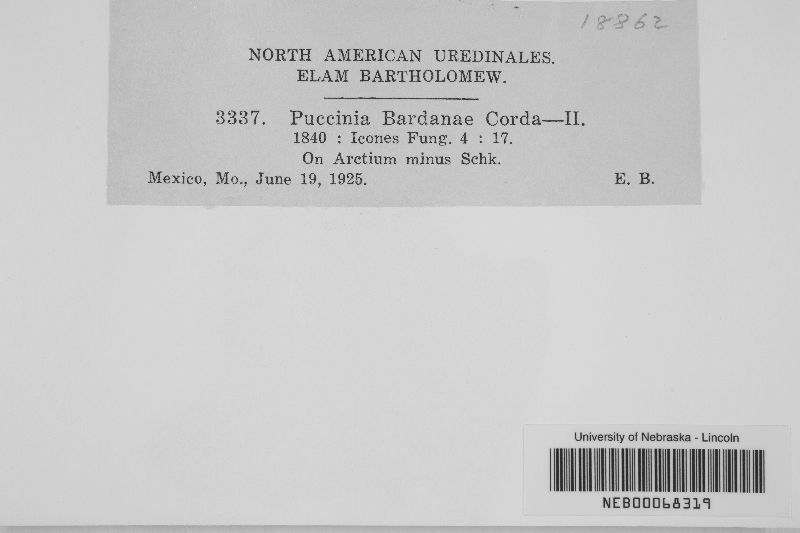 18862
NORTH AMERICAN UREDINALES.
ELAM BARTHOLOMEW.
3337. Puccinia Bardanae Corda—II.
1840 : Icones Fung. 4 : 17.
On Arctium minus Schk.
Mexico, Mo., June 19, 1925. E. B.
University of Nebraska - Lincoln
NEB00068319